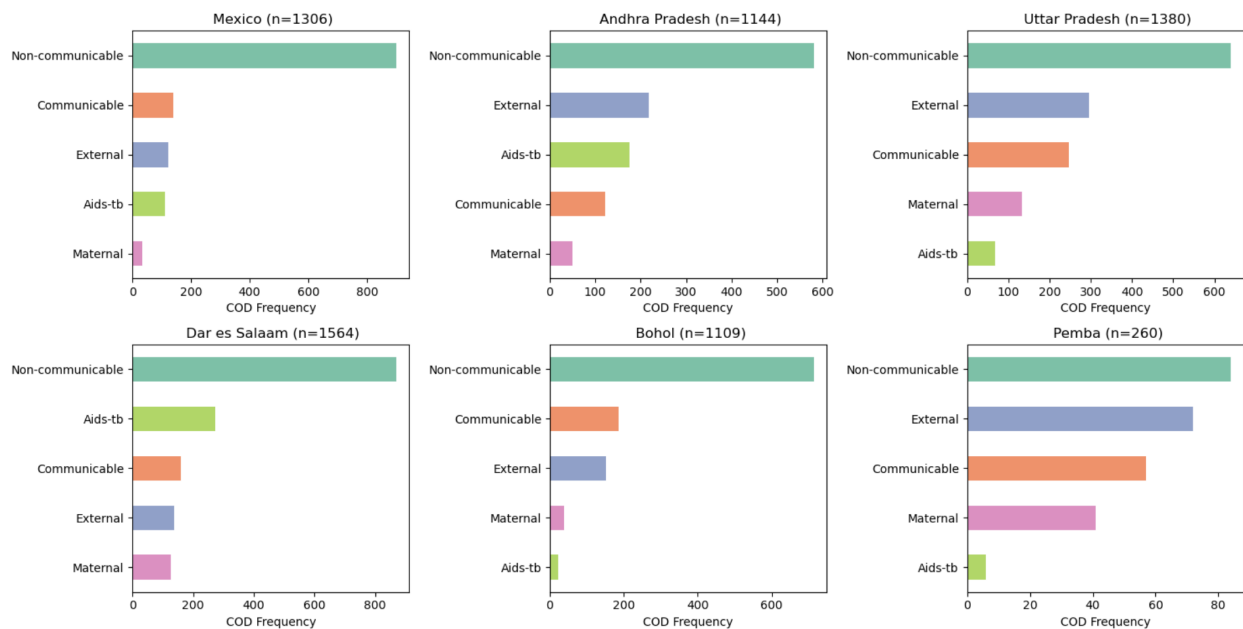 Mexico (n=1306)
Non-communicable
Communicable
External
Aids-tb
Maternal
0 200 400 600 800
COD Frequency
Andhra Pradesh (n=1144)
Non-communicable
External
Aids-tb
Communicable
Maternal
0 100 200 300 400 500 600
COD Frequency
Uttar Pradesh (n=1380)
Non-communicable
External
Communicable
Maternal
Aids-tb
0 100 200 300 400 500 600
COD Frequency
Dar es Salaam (n=1564)
Non-communicable
Aids-tb
Communicable
External
Maternal
0 200 400 600 800
COD Frequency
Bohol (n=1109)
Non-communicable
Communicable
External
Maternal
Aids-tb
0 200 400 600
COD Frequency
Pemba (n=260)
Non-communicable
External
Communicable
Maternal
Aids-tb
0 20 40 60 80
COD Frequency